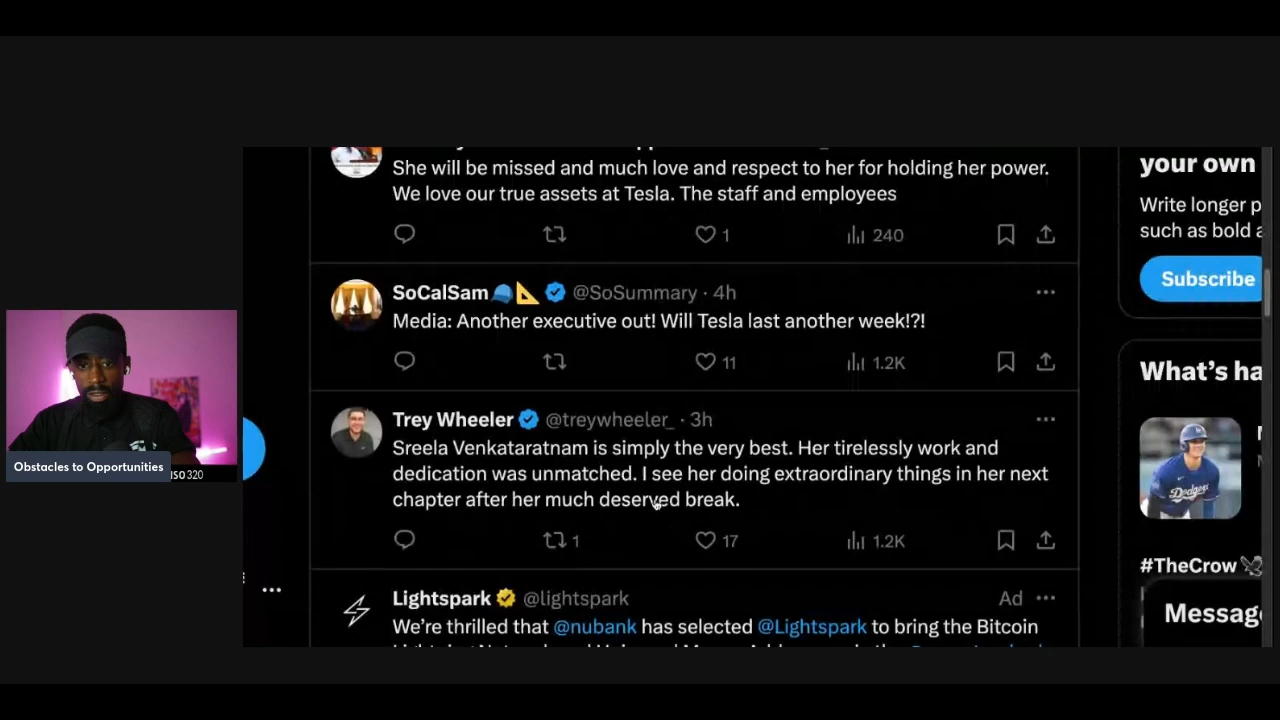 She will be missed and much love and respect to her for holding her power.
We love our true assets at Tesla. The staff and employees
1
240
SoCalSam🧢📐 @SoSummary · 4h
Media: Another executive out! Will Tesla last another week!?!
11
1.2K
Trey Wheeler @treywheeler_ · 3h
Sreela Venkataratnam is simply the very best. Her tirelessly work and
dedication was unmatched. I see her doing extraordinary things in her next
chapter after her much deserved break.
1
17
1.2K
Lightspark @lightspark
Ad
We’re thrilled that @nubank has selected @Lightspark to bring the Bitcoin
your own
Write longer p
such as bold a
Subscribe
What’s ha
Dodgers
#TheCrow
Message
Obstacles to Opportunities
ISO 320